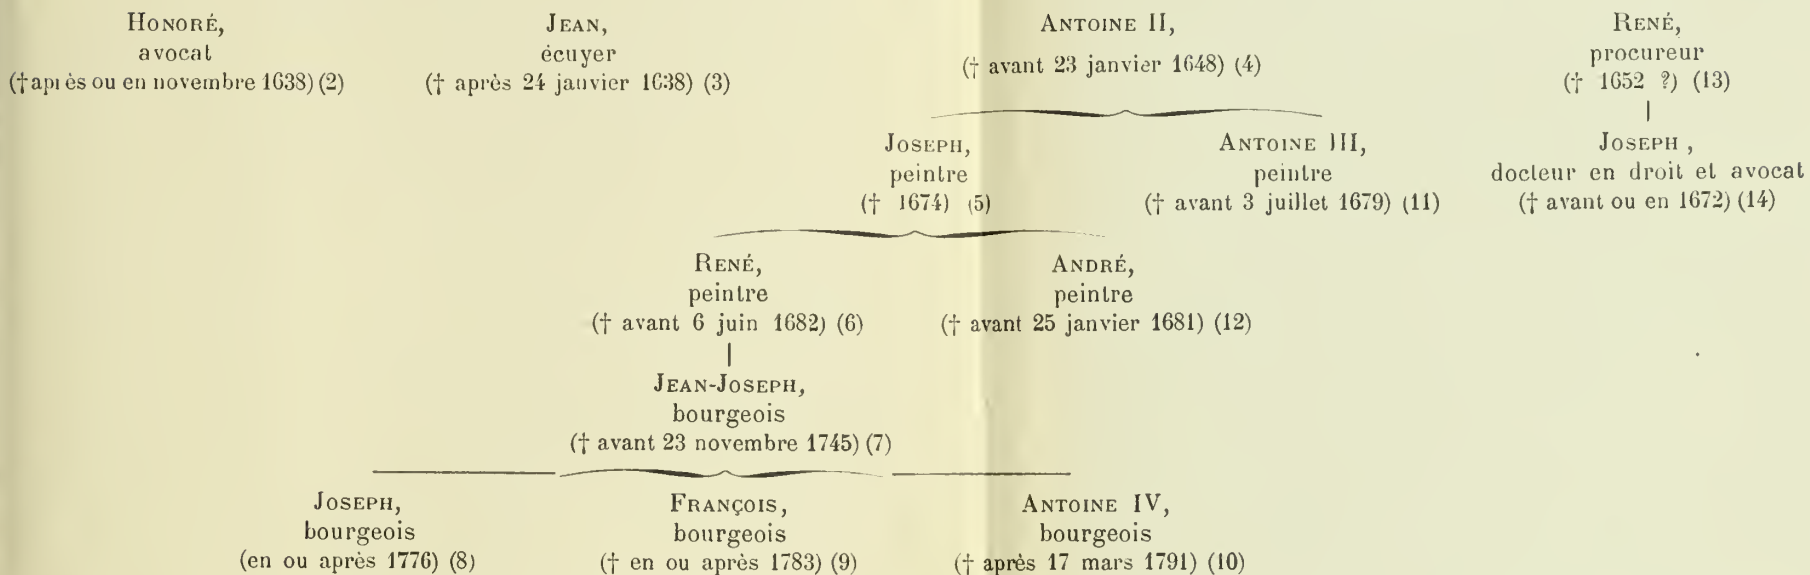 HONORÉ,
avocat
(† après ou en novembre 1638) (2)
JEAN,
écuyer
(† après 24 janvier 1638) (3)
ANTOINE II,
(† avant 23 janvier 1648) (4)
RENÉ,
procureur
(† 1652 ?) (13)
JOSEPH,
peintre
(† 1674) (5)
ANTOINE III,
peintre
(† avant 3 juillet 1679) (11)
JOSEPH,
docteur en droit et avocat
(† avant ou en 1672) (14)
RENÉ,
peintre
(† avant 6 juin 1682) (6)
ANDRÉ,
peintre
(† avant 25 janvier 1681) (12)
JEAN-JOSEPH,
bourgeois
(† avant 23 novembre 1745) (7)
JOSEPH,
bourgeois
(en ou après 1776) (8)
FRANÇOIS,
bourgeois
(† en ou après 1783) (9)
ANTOINE IV,
bourgeois
(† après 17 mars 1791) (10)